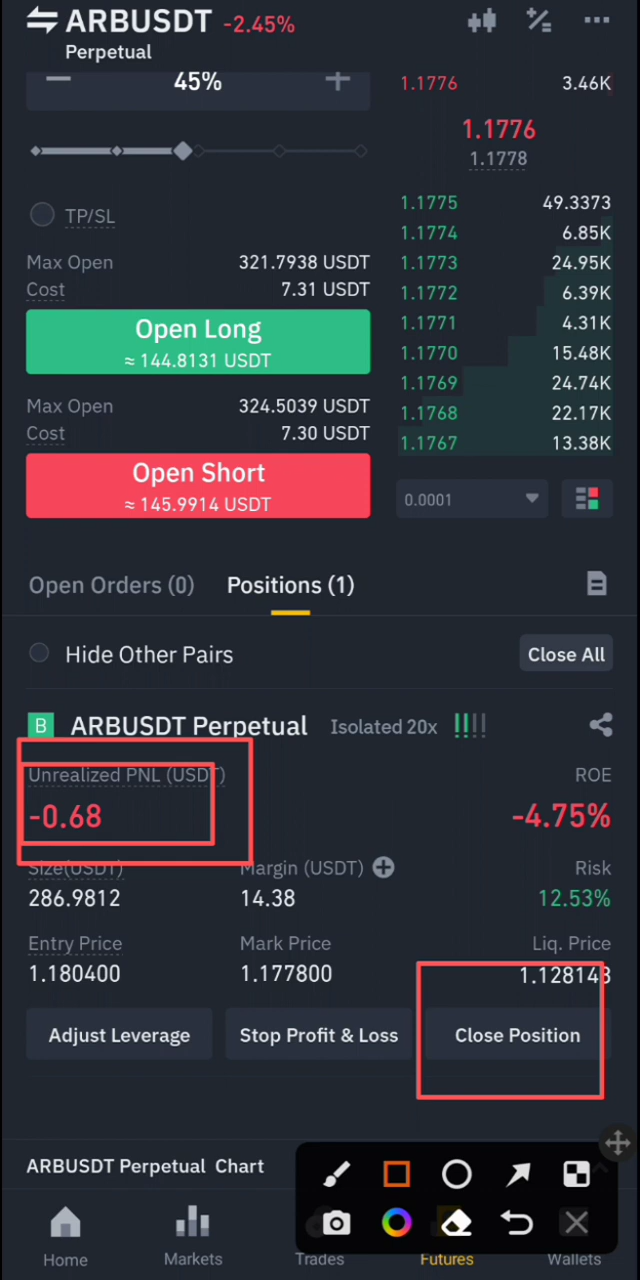 ARBUSDT -2.45%
Perpetual
45%
1.1776 3.46K
1.1776
1.1778
1.1775 49.3373
TP/SL
1.1774 6.85K
Max Open 321.7938 USDT
1.1773 24.95K
Cost 7.31 USDT
1.1772 6.39K
Open Long
≈ 144.8131 USDT
1.1771 4.31K
1.1770 15.48K
1.1769 24.74K
Max Open 324.5039 USDT
1.1768 22.17K
Cost 7.30 USDT
1.1767 13.38K
Open Short
≈ 145.9914 USDT
0.0001
Open Orders (0) Positions (1)
Hide Other Pairs Close All
B ARBUSDT Perpetual Isolated 20x
Unrealized PNL (USDT) ROE
-0.68 -4.75%
Size(USDT) Margin (USDT) Risk
286.9812 14.38 12.53%
Entry Price Mark Price Liq. Price
1.180400 1.177800 1.128143
Adjust Leverage Stop Profit & Loss Close Position
ARBUSDT Perpetual Chart
Home Markets Trades Futures Wallets